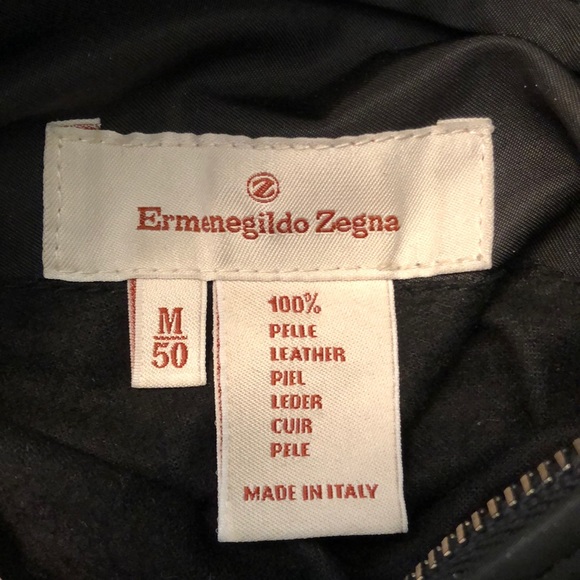 Z
Ermenegildo Zegna
M
50
100%
PELLE
LEATHER
PIEL
LEDER
CUIR
PELE
MADE IN ITALY